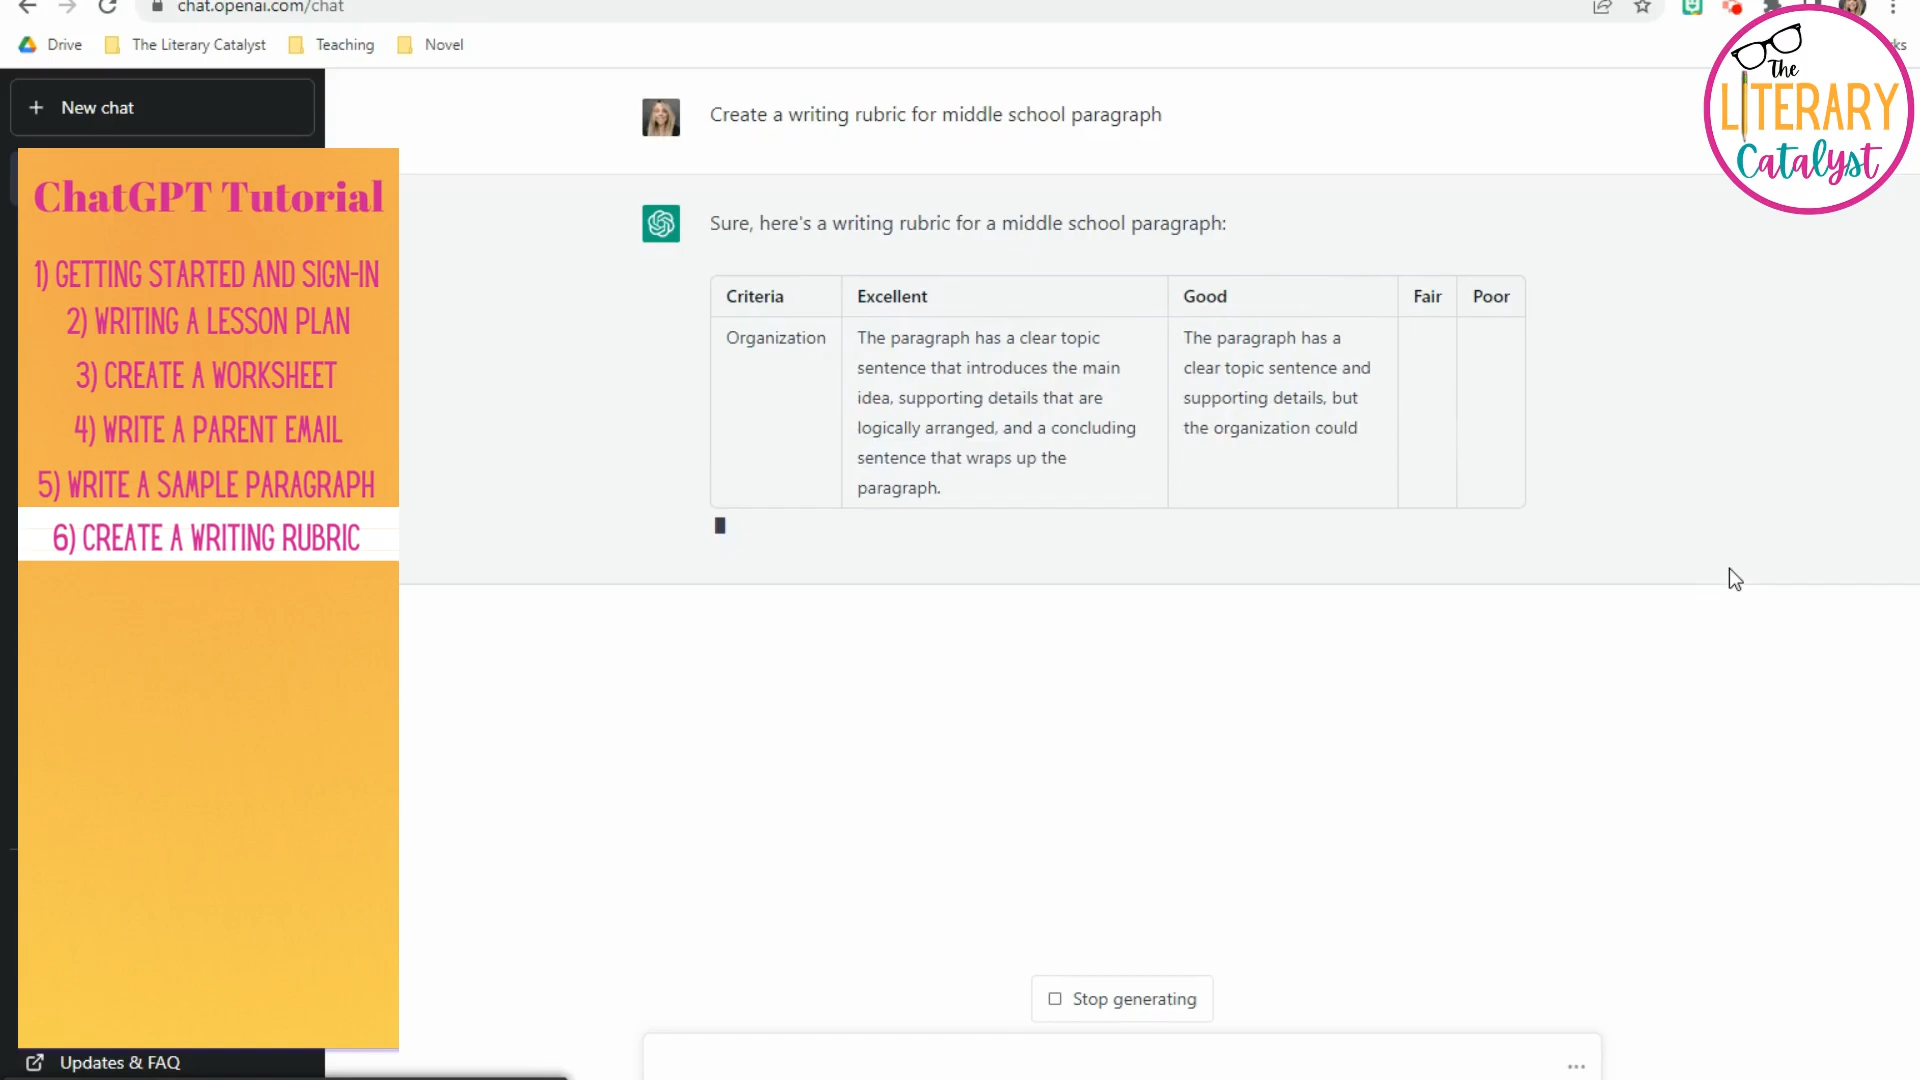 chat.openai.com/chat
Drive
The Literary Catalyst
Teaching
Novel
The
LITERARY
Catalyst
New chat
ChatGPT Tutorial
1) GETTING STARTED AND SIGN-IN
2) WRITING A LESSON PLAN
3) CREATE A WORKSHEET
4) WRITE A PARENT EMAIL
5) WRITE A SAMPLE PARAGRAPH
6) CREATE A WRITING RUBRIC
Updates & FAQ
Create a writing rubric for middle school paragraph
Sure, here's a writing rubric for a middle school paragraph:
Criteria
Excellent
Good
Fair
Poor
Organization
The paragraph has a clear topic
sentence that introduces the main
idea, supporting details that are
logically arranged, and a concluding
sentence that wraps up the
paragraph.
The paragraph has a
clear topic sentence and
supporting details, but
the organization could
Stop generating